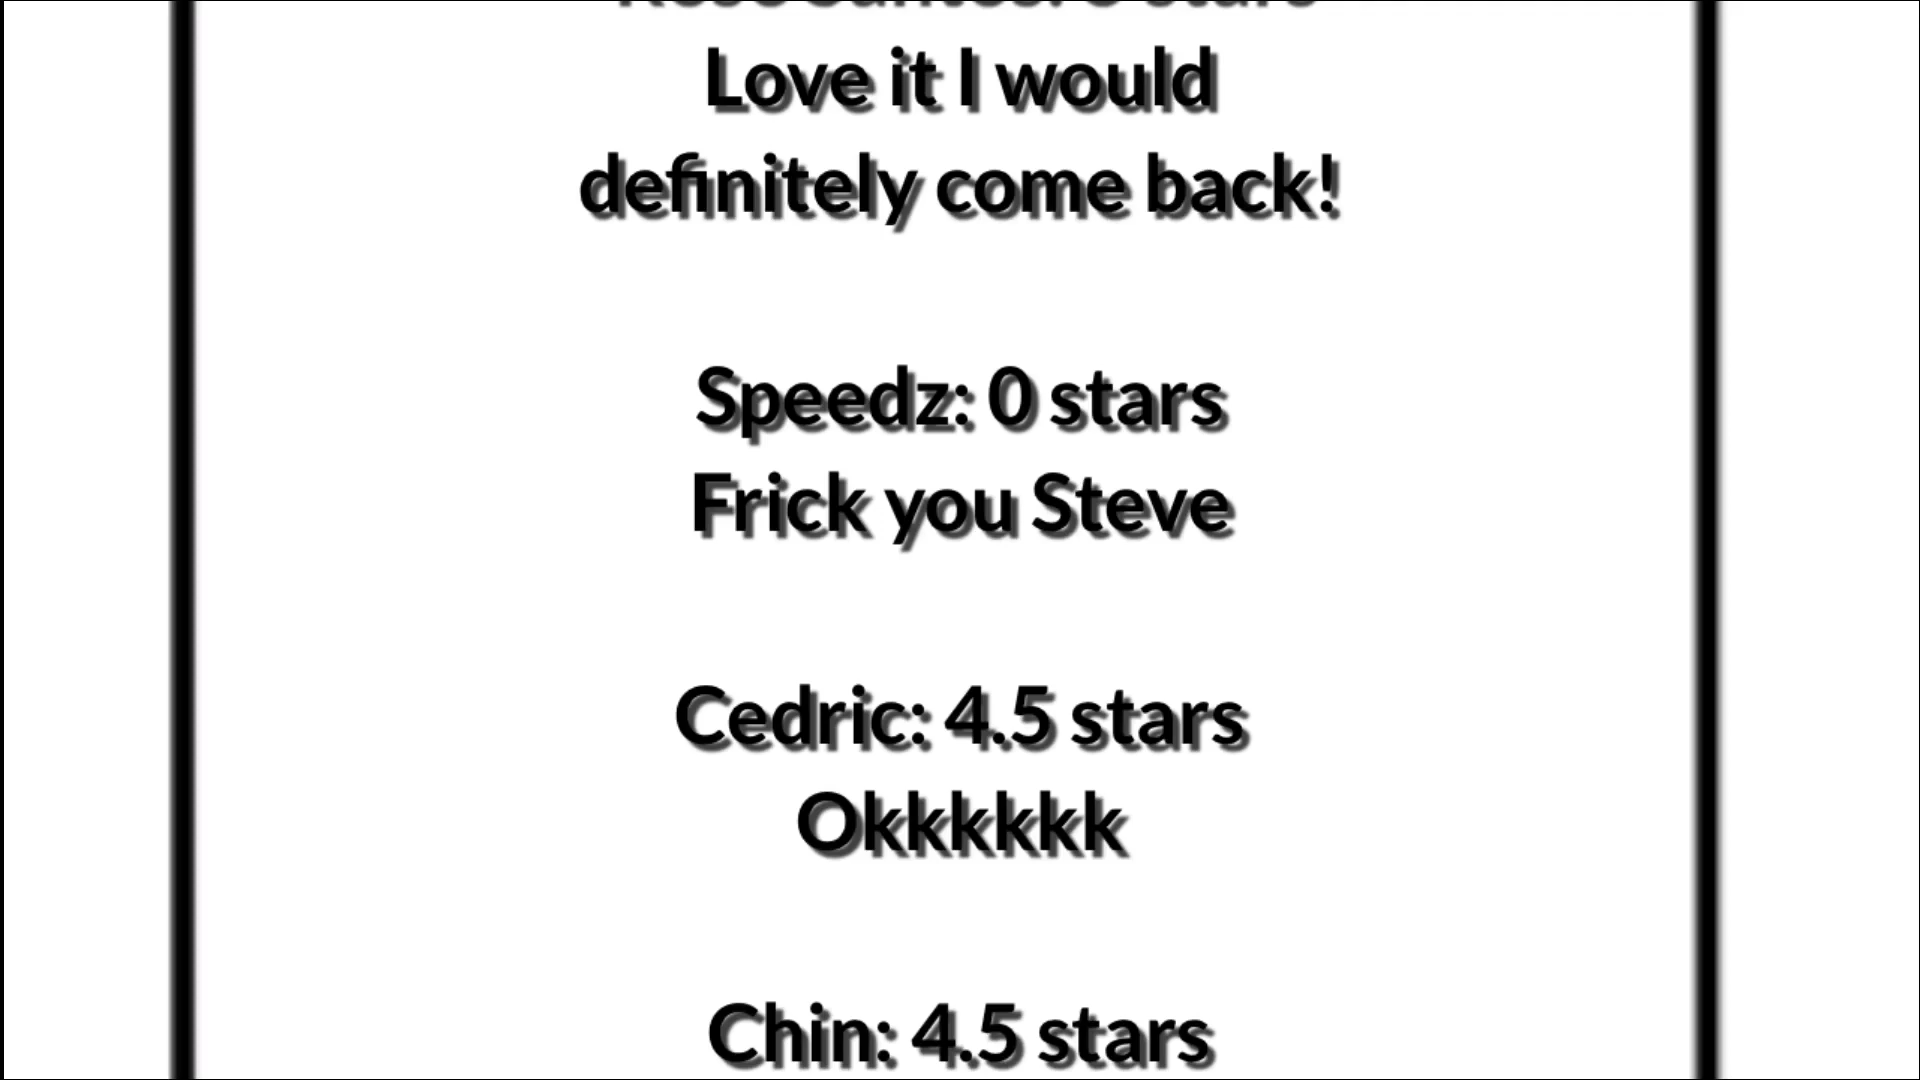 stars
Love it I would
definitely come back!
Speedz: 0 stars
Frick you Steve
Cedric: 4.5 stars
Okkkkkk
Chin: 4.5 stars